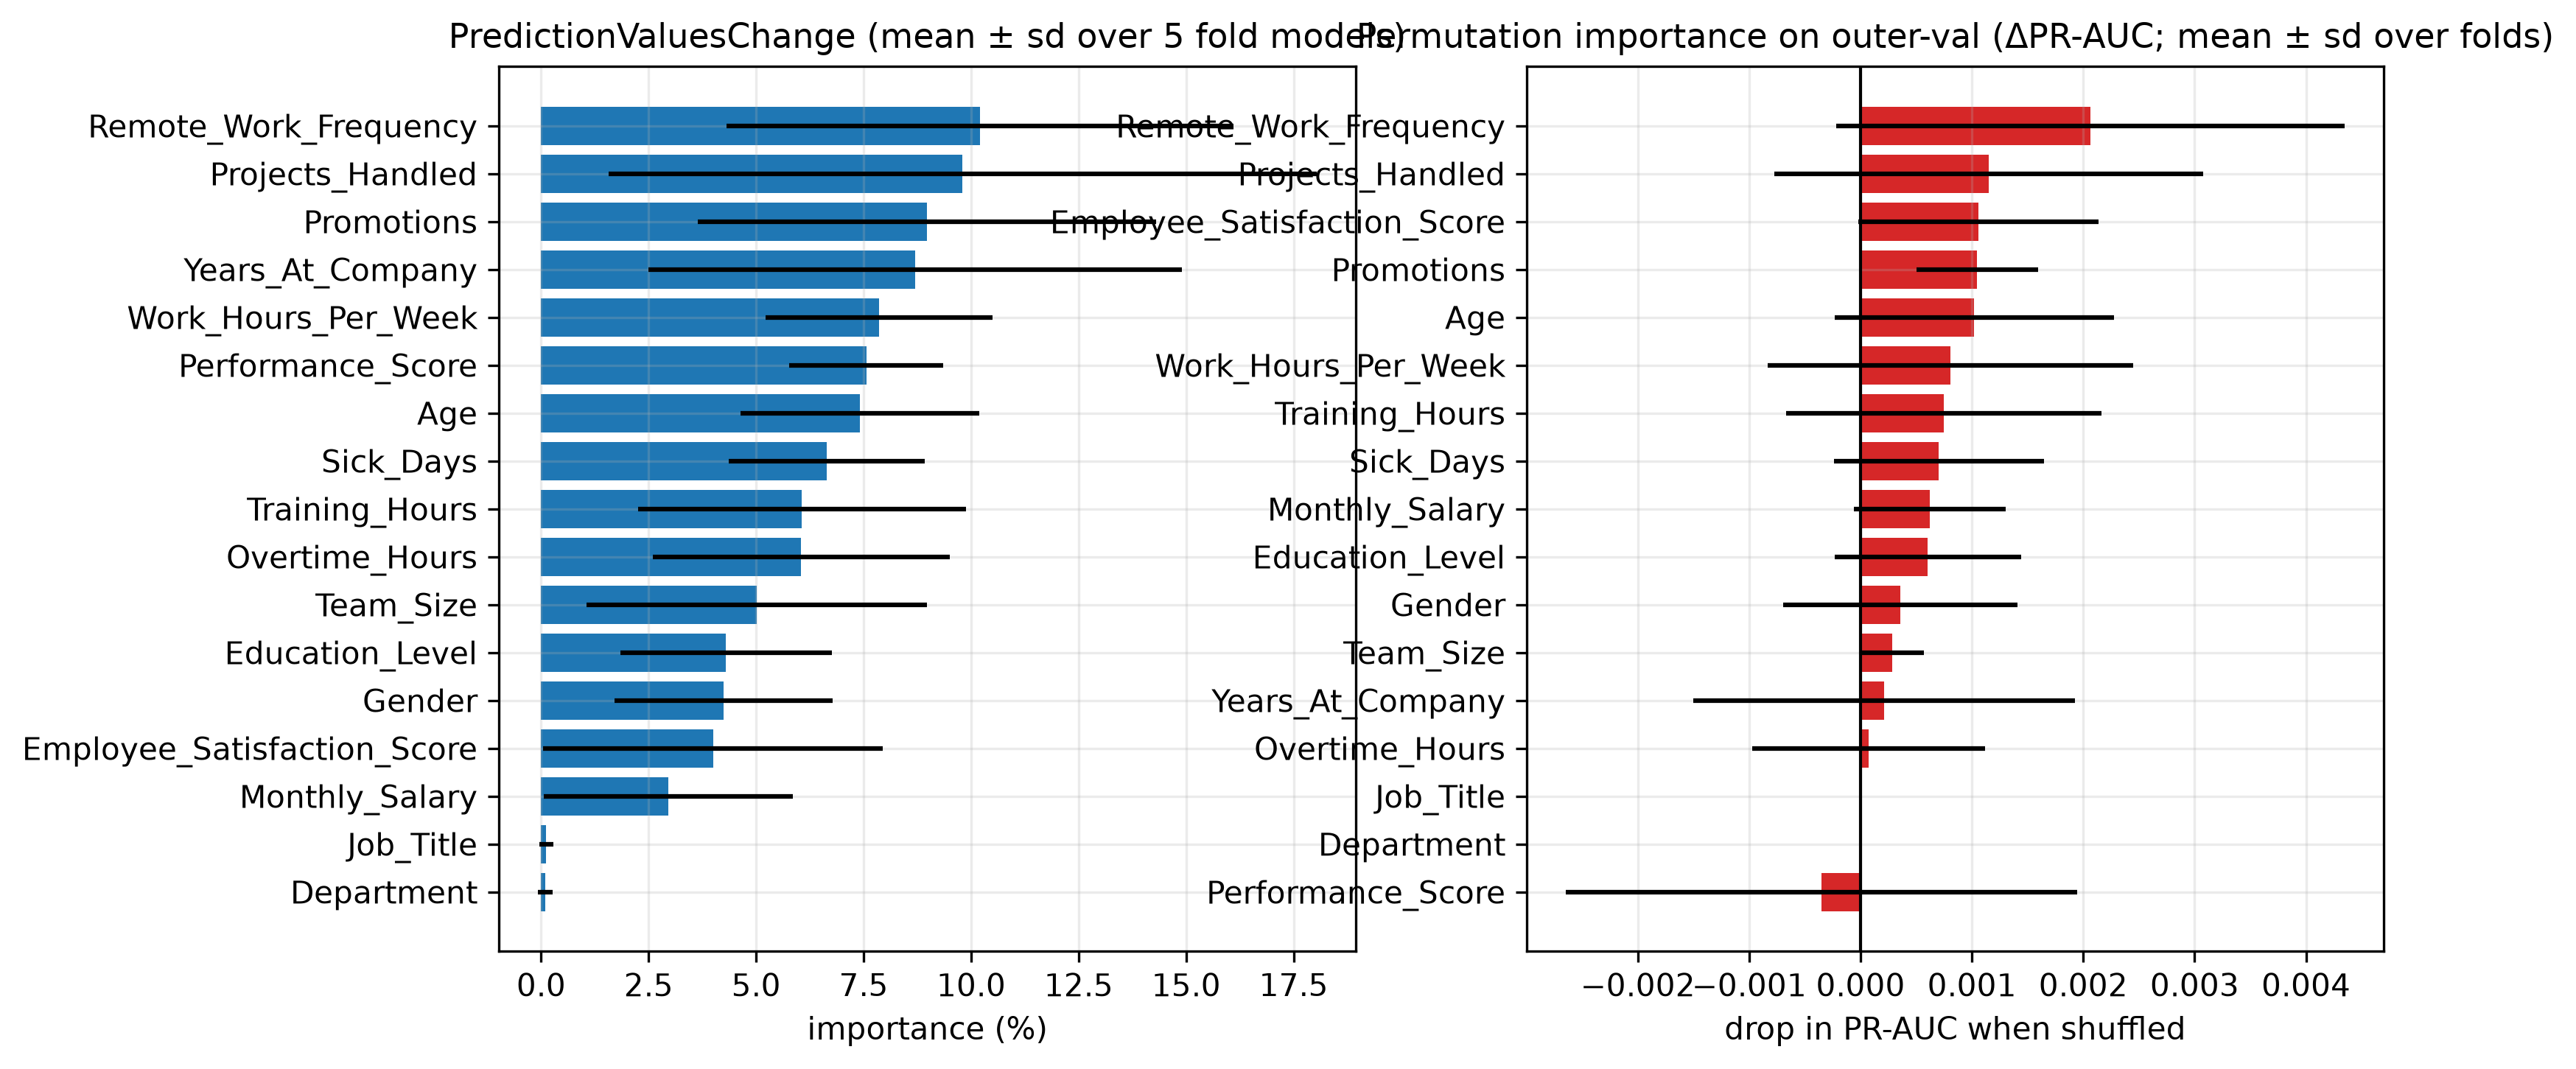 PredictionValuesChange (mean ± sd over 5 fold models)
Remote_Work_Frequency
Projects_Handled
Promotions
Years_At_Company
Work_Hours_Per_Week
Performance_Score
Age
Sick_Days
Training_Hours
Overtime_Hours
Team_Size
Education_Level
Gender
Employee_Satisfaction_Score
Monthly_Salary
Job_Title
Department
0.0 2.5 5.0 7.5 10.0 12.5 15.0 17.5
importance (%)
Permutation importance on outer-val (ΔPR-AUC; mean ± sd over folds)
Remote_Work_Frequency
Projects_Handled
Employee_Satisfaction_Score
Promotions
Age
Work_Hours_Per_Week
Training_Hours
Sick_Days
Monthly_Salary
Education_Level
Gender
Team_Size
Years_At_Company
Overtime_Hours
Job_Title
Department
Performance_Score
−0.002 −0.001 0.000 0.001 0.002 0.003 0.004
drop in PR-AUC when shuffled